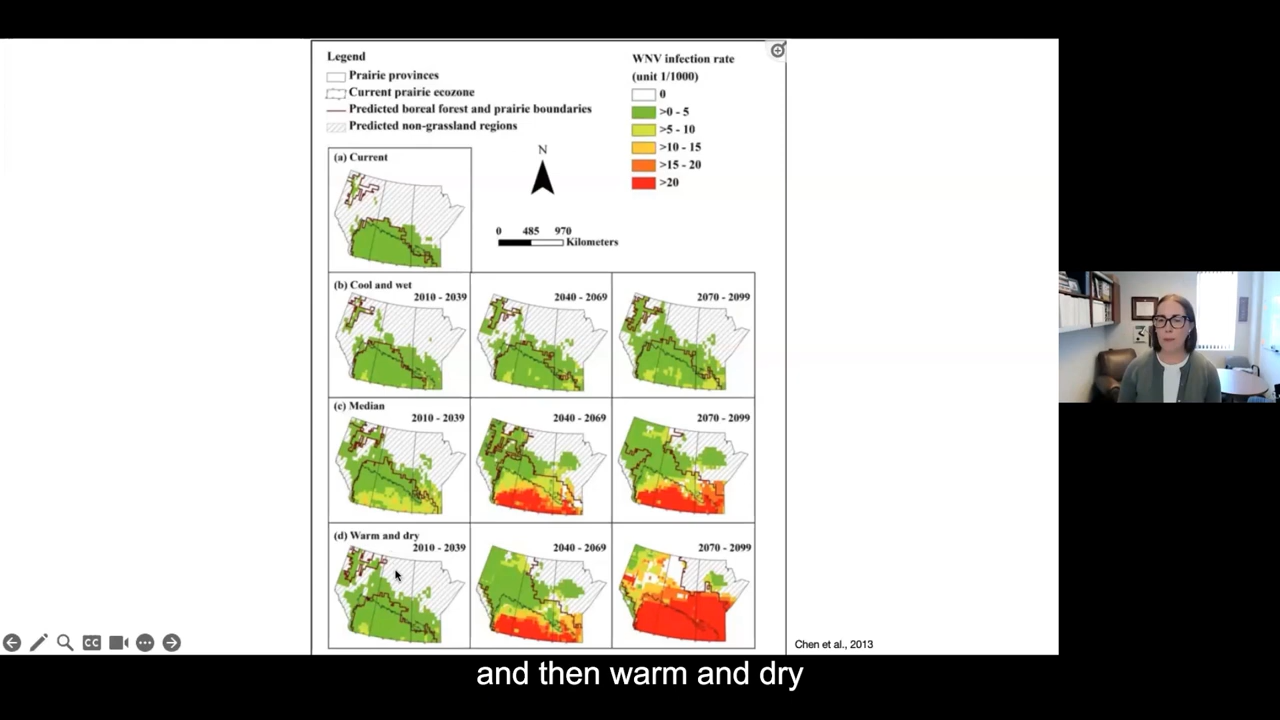 Legend
Prairie provinces
Current prairie ecozone
Predicted boreal forest and prairie boundaries
Predicted non-grassland regions
WNV infection rate
(unit 1/1000)
0
>0 - 5
>5 - 10
>10 - 15
>15 - 20
>20
N
0 485 970
Kilometers
(a) Current
(b) Cool and wet
2010 - 2039
2040 - 2069
2070 - 2099
(c) Median
2010 - 2039
2040 - 2069
2070 - 2099
(d) Warm and dry
2010 - 2039
2040 - 2069
2070 - 2099
CC
Chen et al., 2013
and then warm and dry